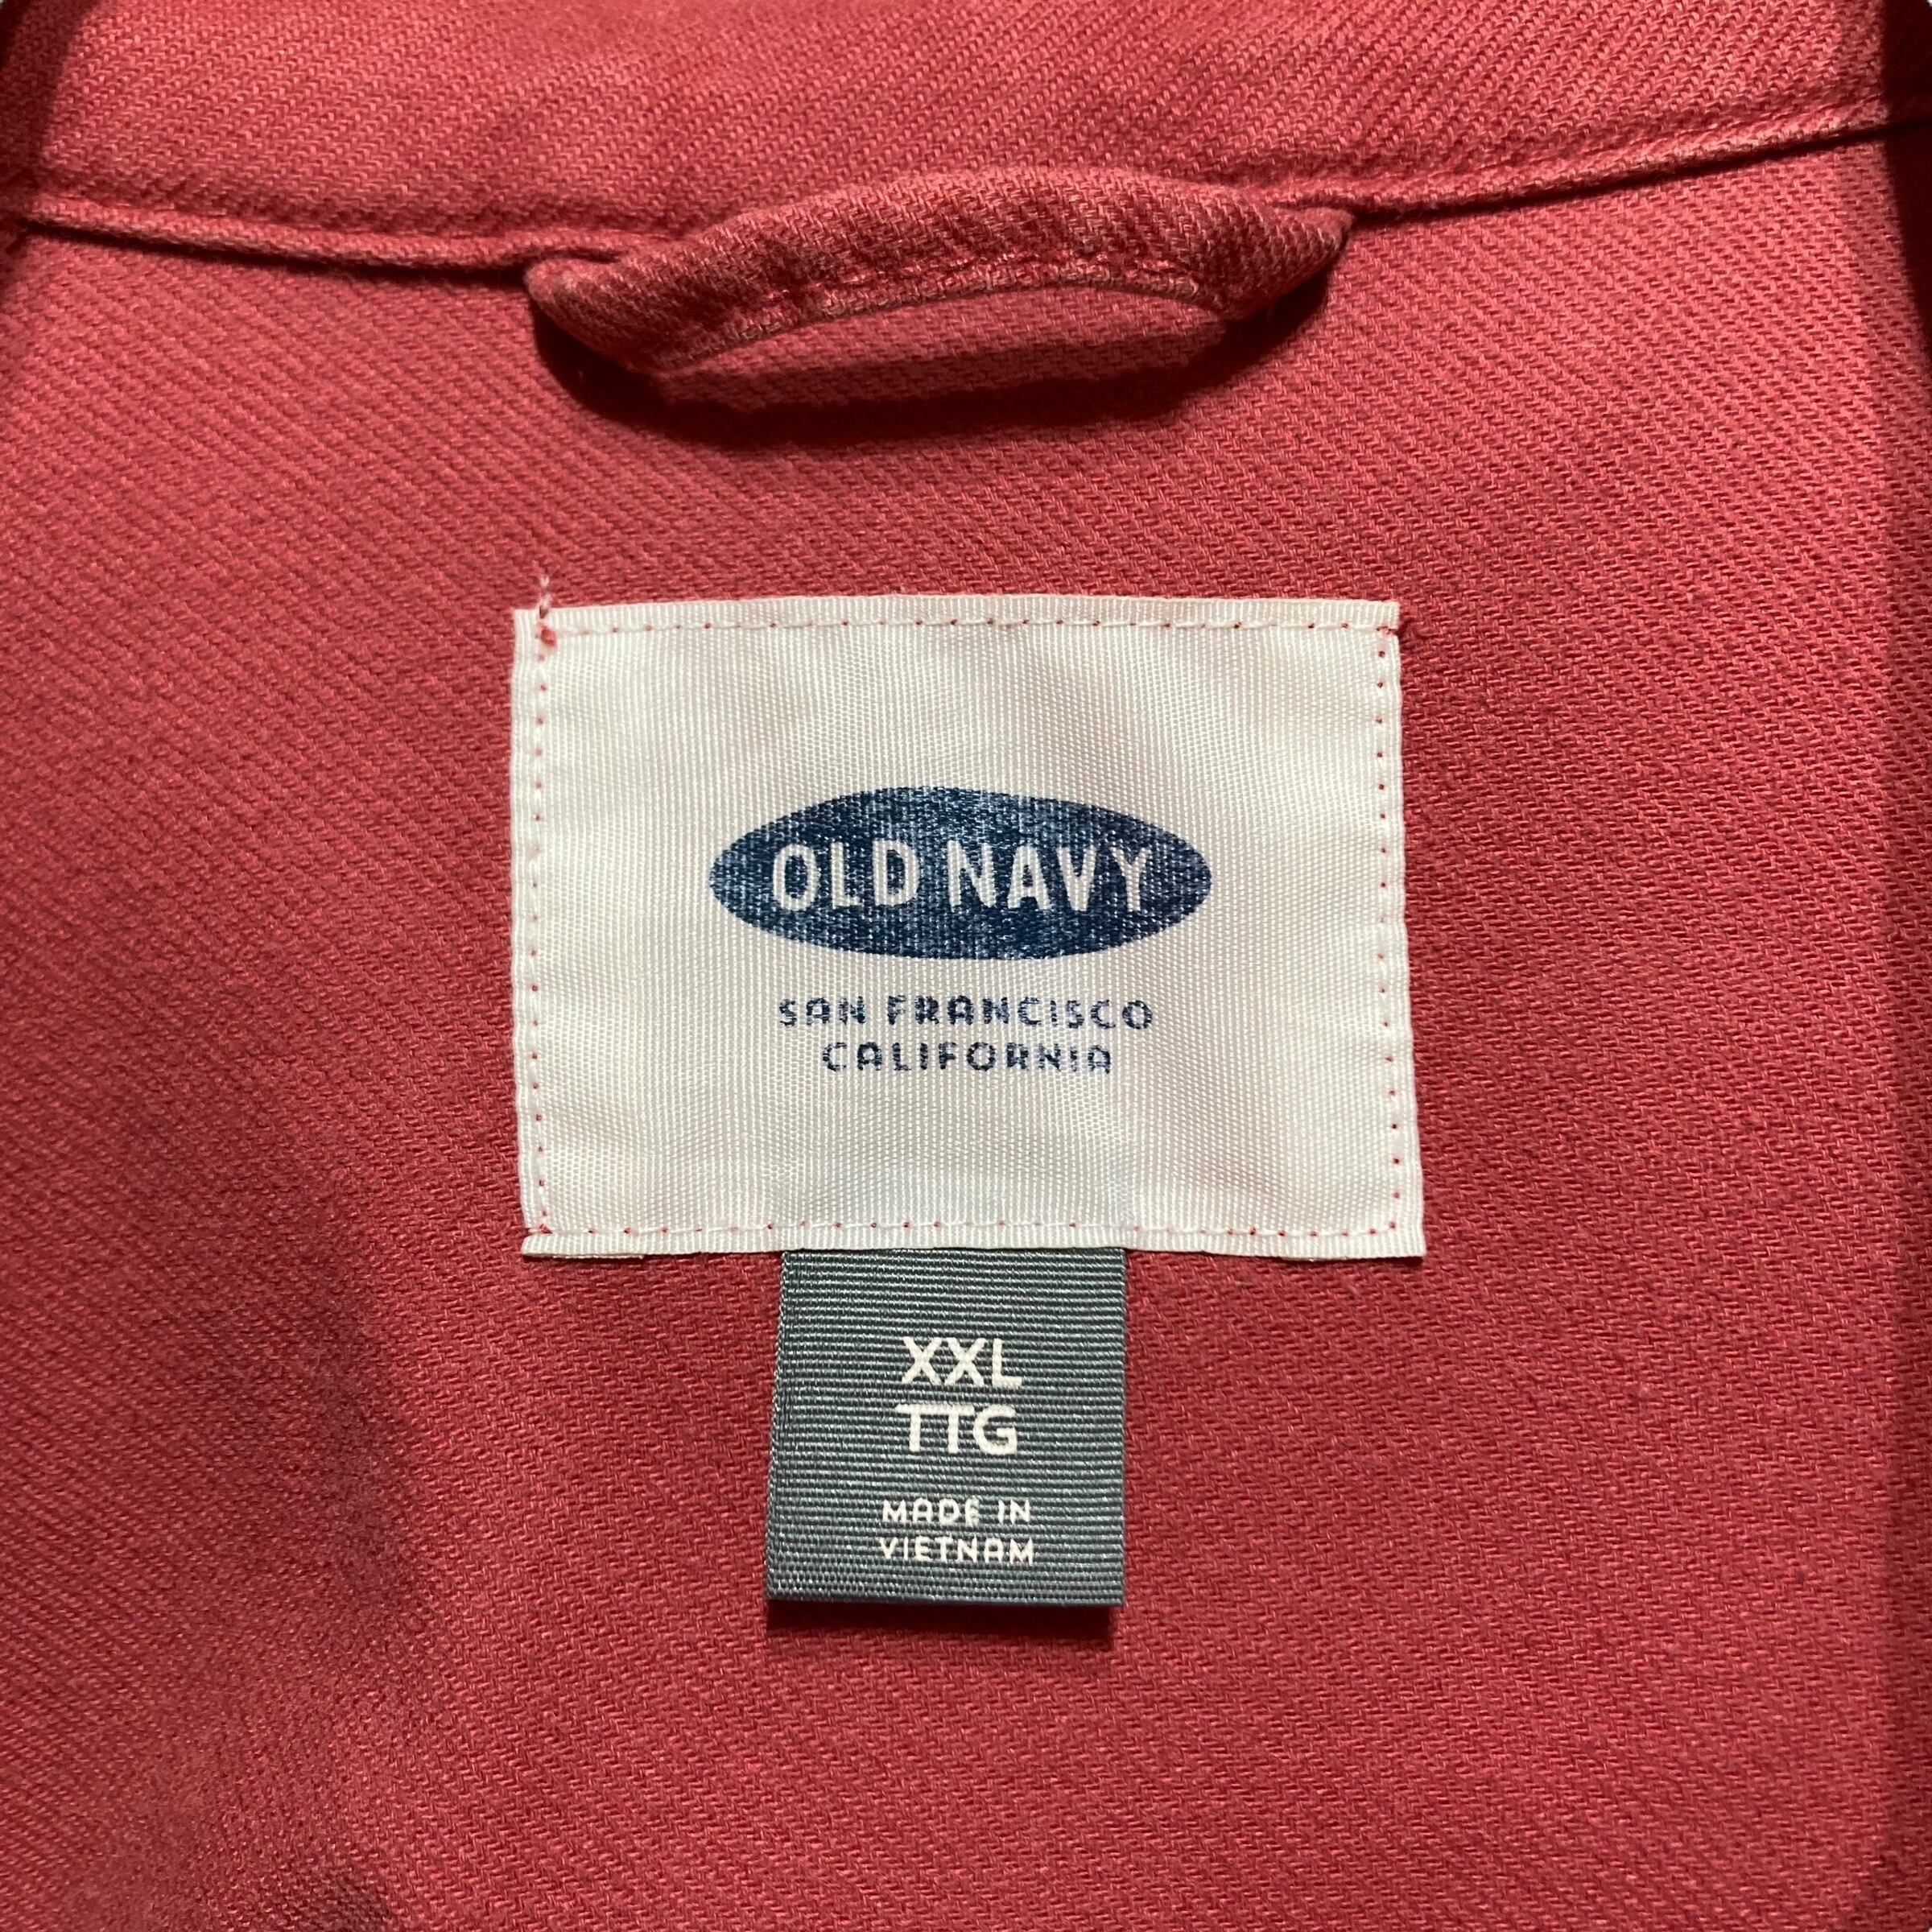 OLD NAVY
SAN FRANCISCO
CALIFORNIA
XXL
TTG
MADE IN
VIETNAM